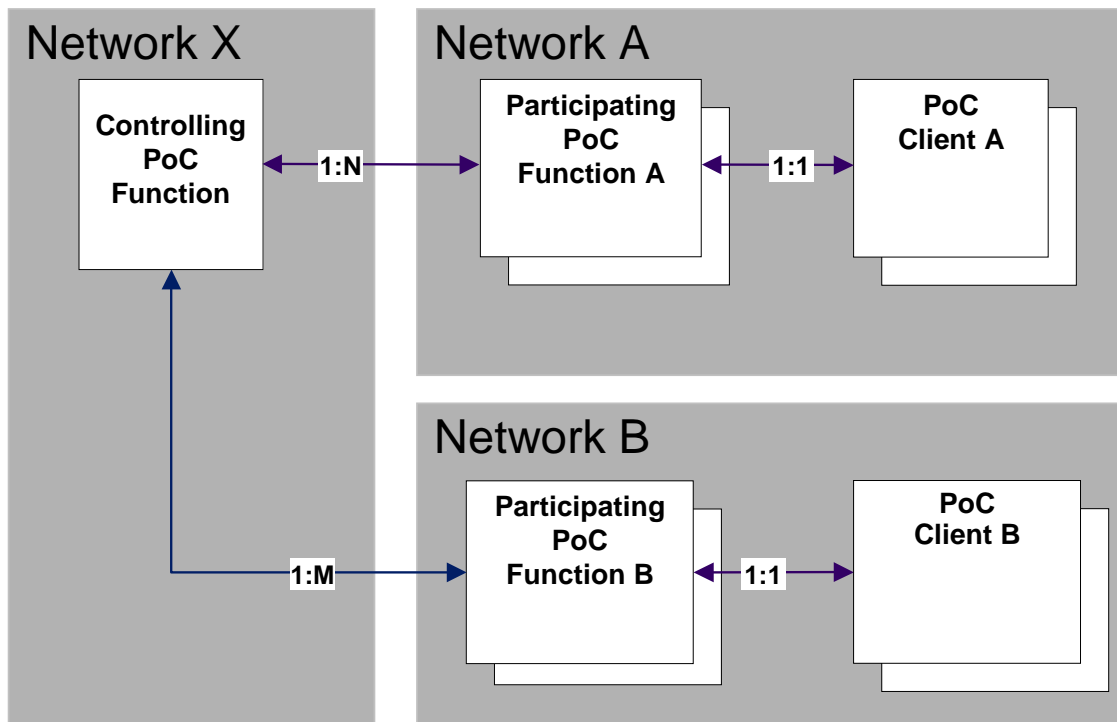 Network X
Controlling
PoC
Function
1:N
1:M
Network A
Participating
PoC
Function A
1:1
PoC
Client A
Network B
Participating
PoC
Function B
1:1
PoC
Client B